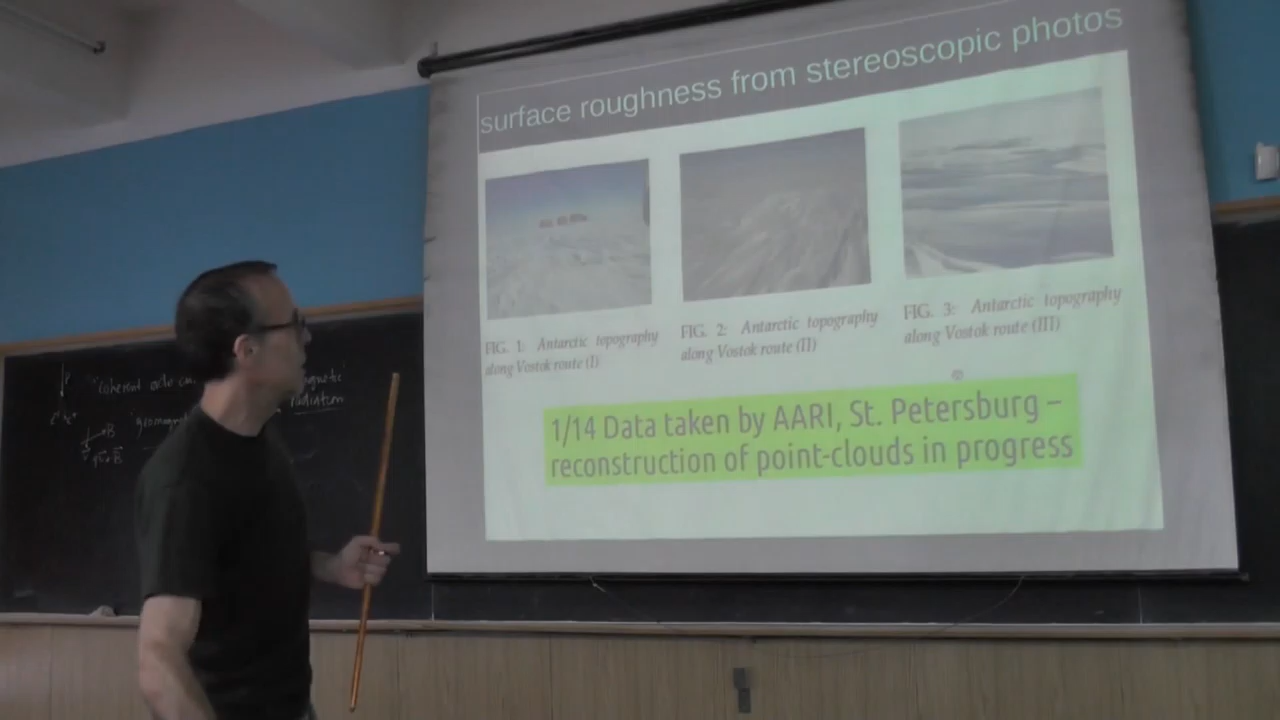 surface roughness from stereoscopic photos
FIG. 1: Antarctic topography
along Vostok route (I)
FIG. 2: Antarctic topography
along Vostok route (II)
FIG. 3: Antarctic topography
along Vostok route (III)
1/14 Data taken by AARI, St. Petersburg –
reconstruction of point-clouds in progress
"coherent
radiation